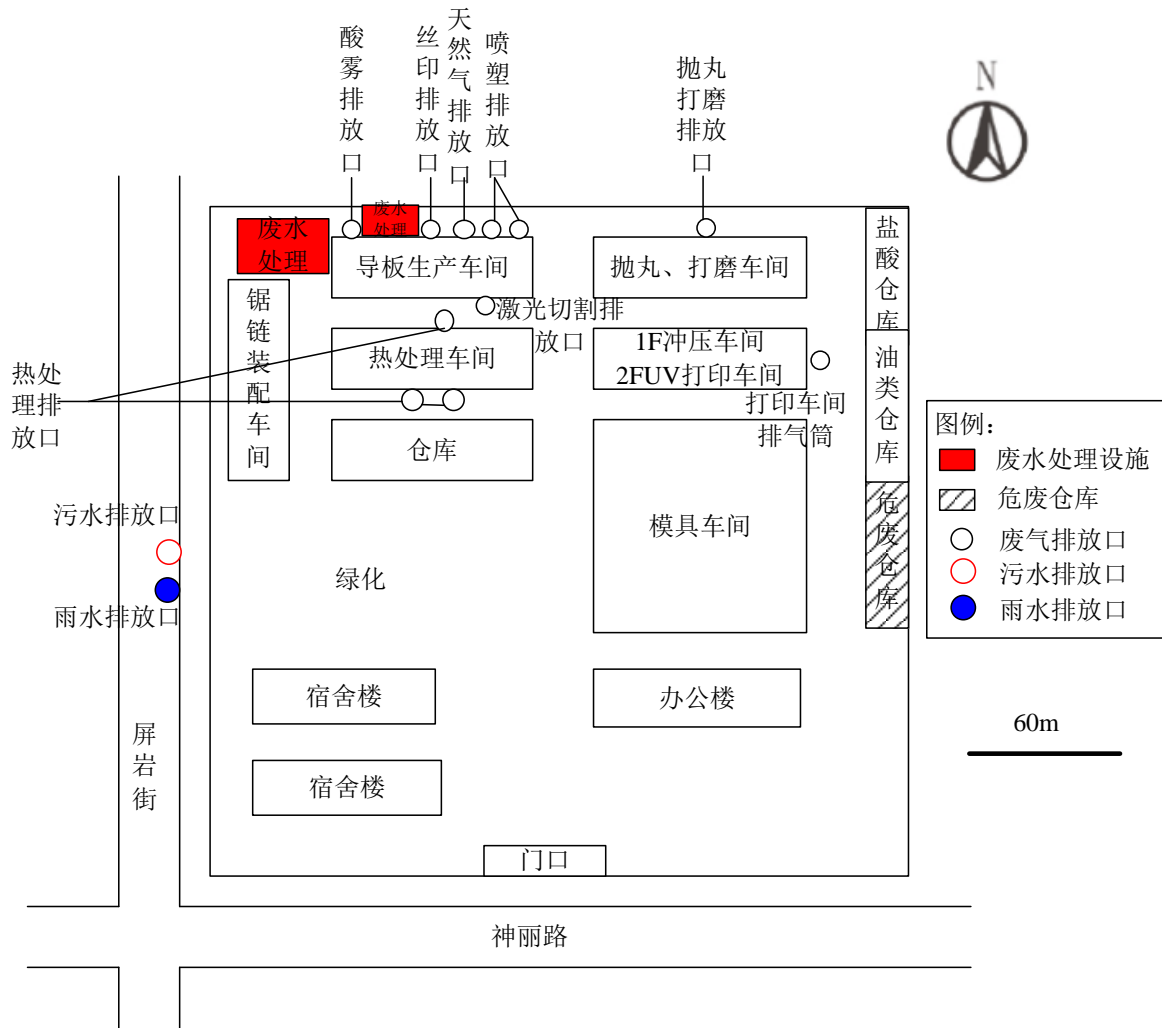 酸雾排放口
丝印排放口
天然气排放口
喷塑排放口
抛丸
打磨
排放
口
N
废水
处理
废水
处理
导板生产车间
抛丸、打磨车间
盐酸仓库
锯链装配车间
激光切割排
放口
热处理车间
1F冲压车间
2FUV打印车间
油类仓库
热处
理排
放口
打印车间
排气筒
仓库
图例：
废水处理设施
危废仓库
废气排放口
污水排放口
雨水排放口
危废仓库
模具车间
污水排放口
雨水排放口
绿化
宿舍楼
办公楼
60m
屏岩街
宿舍楼
门口
神丽路